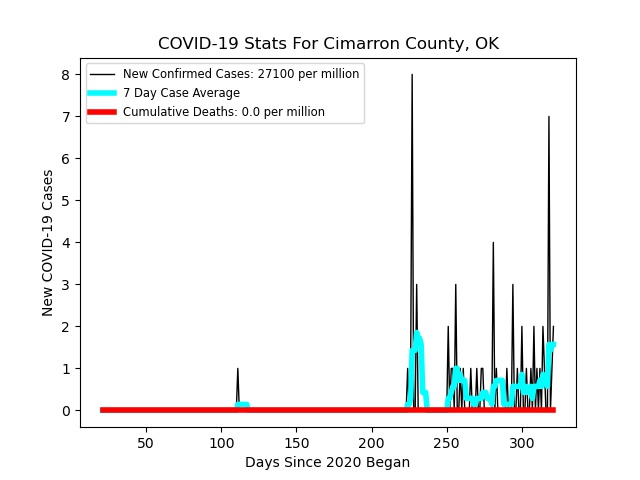 COVID-19 Stats For Cimarron County, OK
New Confirmed Cases: 27100 per million
7 Day Case Average
Cumulative Deaths: 0.0 per million
New COVID-19 Cases
8
7
6
5
4
3
2
1
0
50 100 150 200 250 300
Days Since 2020 Began